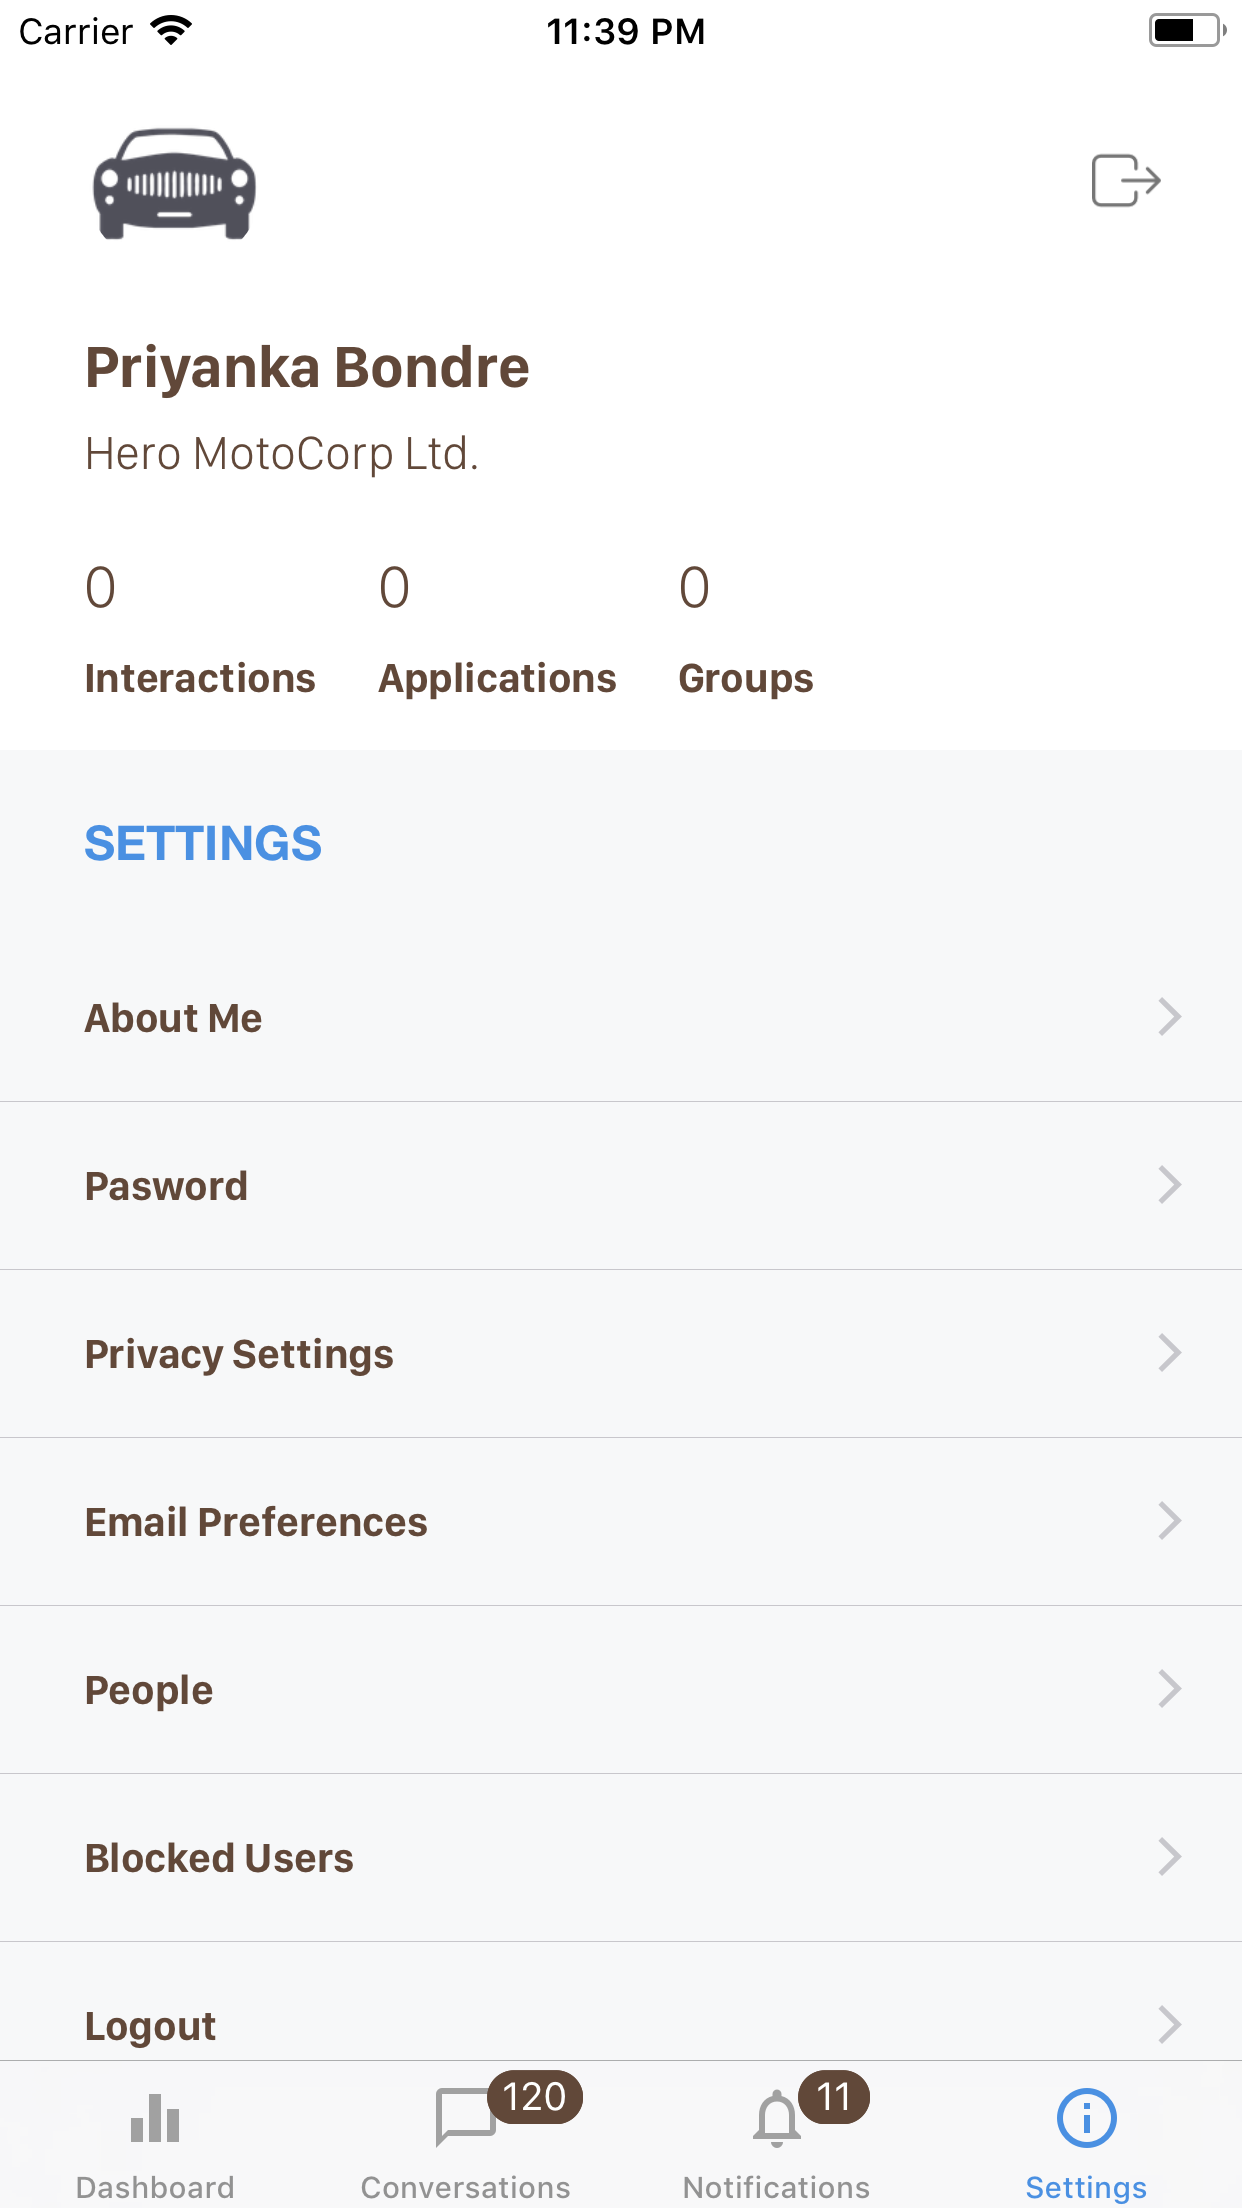 Carrier 11:39 PM
Priyanka Bondre
Hero MotoCorp Ltd.
0 0 0
Interactions Applications Groups
SETTINGS
About Me
Pasword
Privacy Settings
Email Preferences
People
Blocked Users
Logout
120 11
Dashboard Conversations Notifications Settings